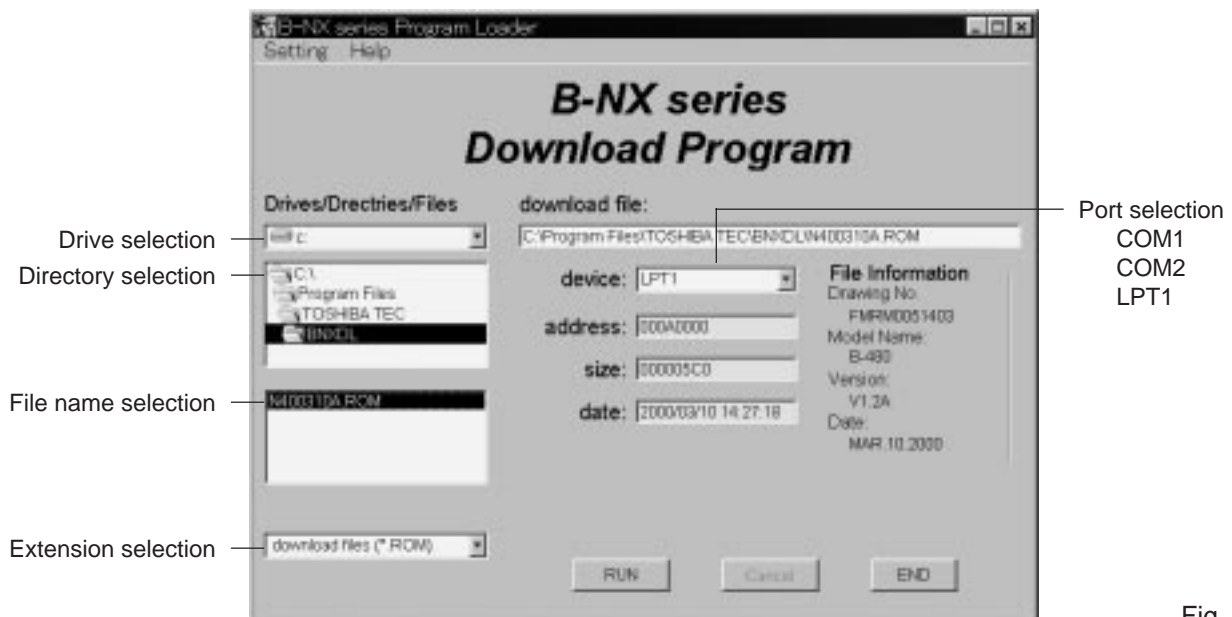 B-NX series Program Loader
Setting Help
B-NX series
Download Program
Drives/Drectries/Files
download file:
Port selection
COM1
COM2
LPT1
Drive selection
c:
C:\Program Files\TOSHIBA TEC\BNXDL\N400310A.ROM
Directory selection
C:\
Program Files
TOSHIBA TEC
BNXDL
device: LPT1
address: 000A0000
size: 000005C0
date: 2000/03/10 14:27:18
File Information
Drawing No.
FMRM0051403
Model Name:
B-480
Version:
V1.2A
Date:
MAR.10.2000
File name selection
N400310A.ROM
Extension selection
download files (*.ROM)
RUN
Cancel
END
Fig